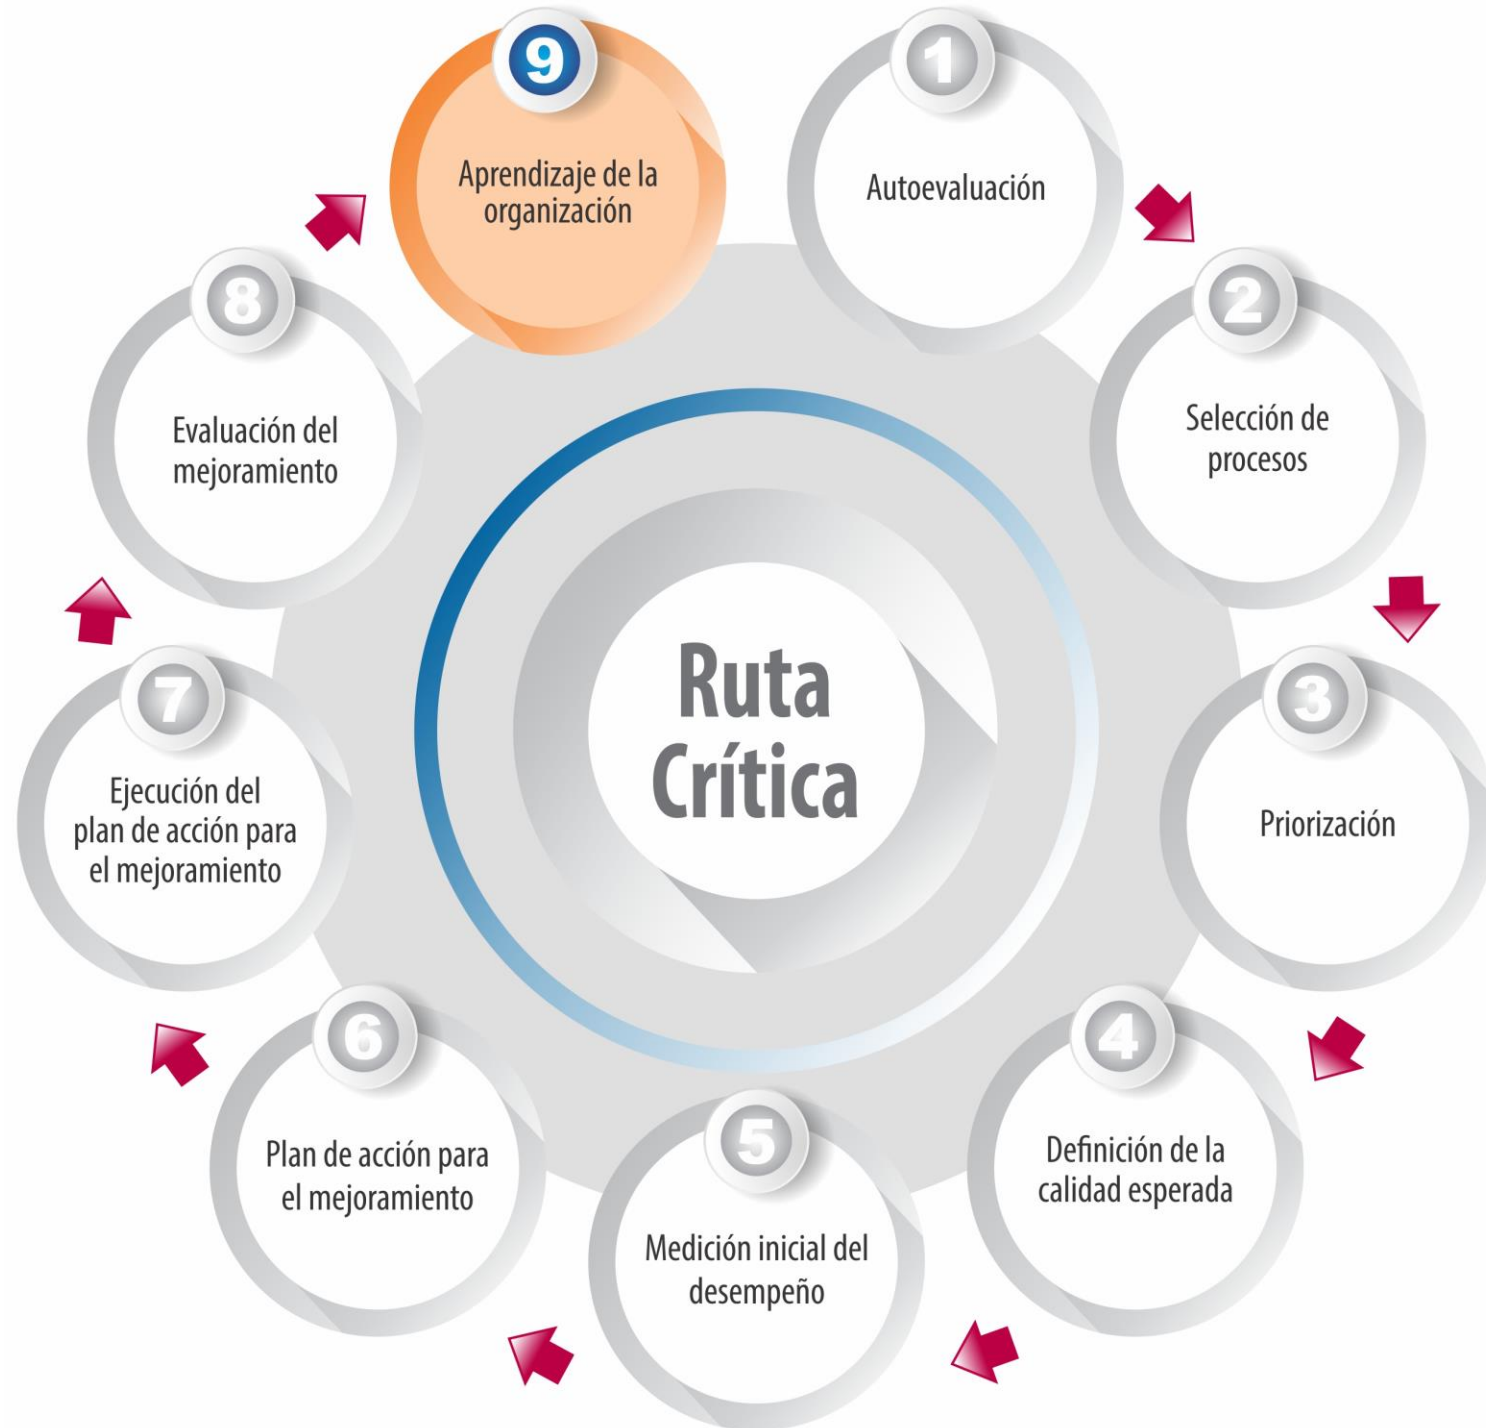 1
Autoevaluación
2
Selección de
procesos
3
Priorización
4
Definición de la
calidad esperada
5
Medición inicial del
desempeño
6
Plan de acción para
el mejoramiento
7
Ejecución del
plan de acción para
el mejoramiento
8
Evaluación del
mejoramiento
9
Aprendizaje de la
organización
Ruta
Crítica